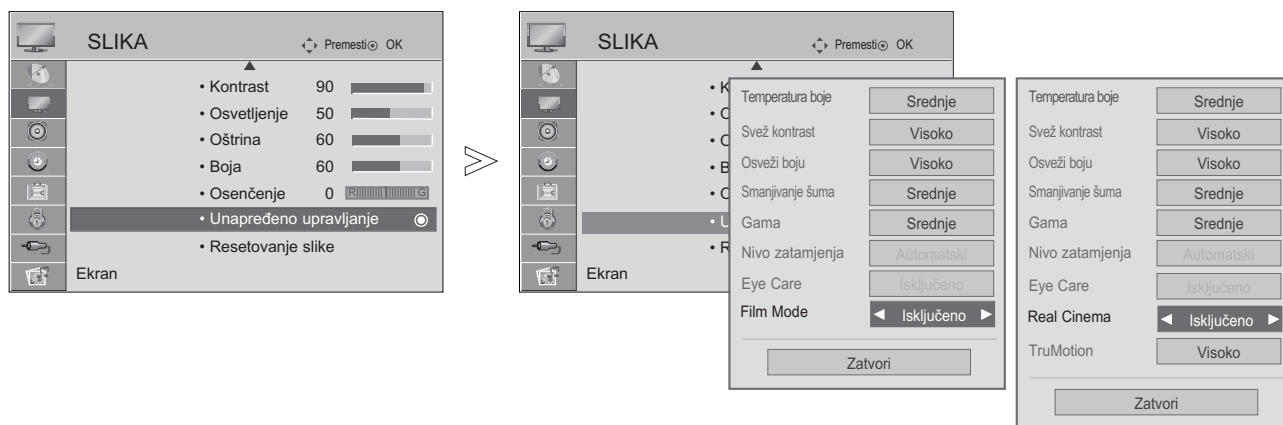 SLIKA
Premesti OK
• Kontrast 90
• Osvetljenje 50
• Oštrina 60
• Boja 60
• Osenčenje 0 R G
• Unapređeno upravljanje
• Resetovanje slike
Ekran
SLIKA
Premesti OK
• K
• O
• O
• B
• O
• U
• R
Ekran
Temperatura boje Srednje
Svež kontrast Visoko
Osveži boju Visoko
Smanjivanje šuma Srednje
Gama Srednje
Nivo zatamjenja Automatski
Eye Care Isključeno
Film Mode ◄ Isključeno ►
Zatvori
Temperatura boje Srednje
Svež kontrast Visoko
Osveži boju Visoko
Smanjivanje šuma Srednje
Gama Srednje
Nivo zatamjenja Automatski
Eye Care Isključeno
Real Cinema ◄ Isključeno ►
TruMotion Visoko
Zatvori